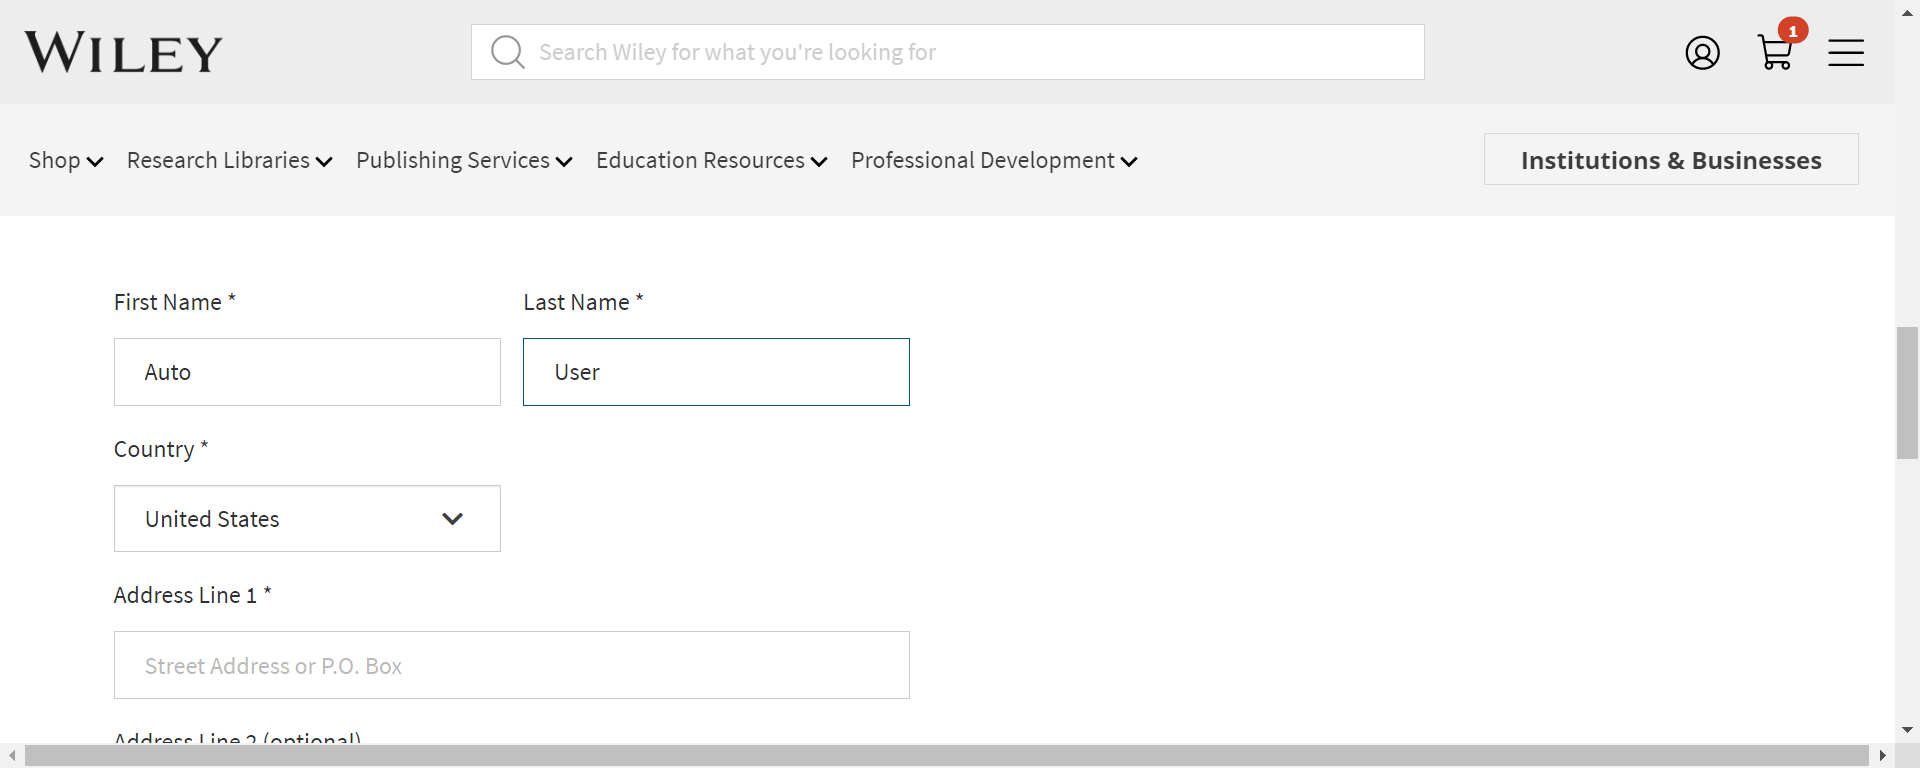 WILEY
Search Wiley for what you're looking for
1
Shop Research Libraries Publishing Services Education Resources Professional Development Institutions & Businesses
First Name * Last Name *
Auto User
Country *
United States
Address Line 1 *
Street Address or P.O. Box
Address Line 2 (optional)